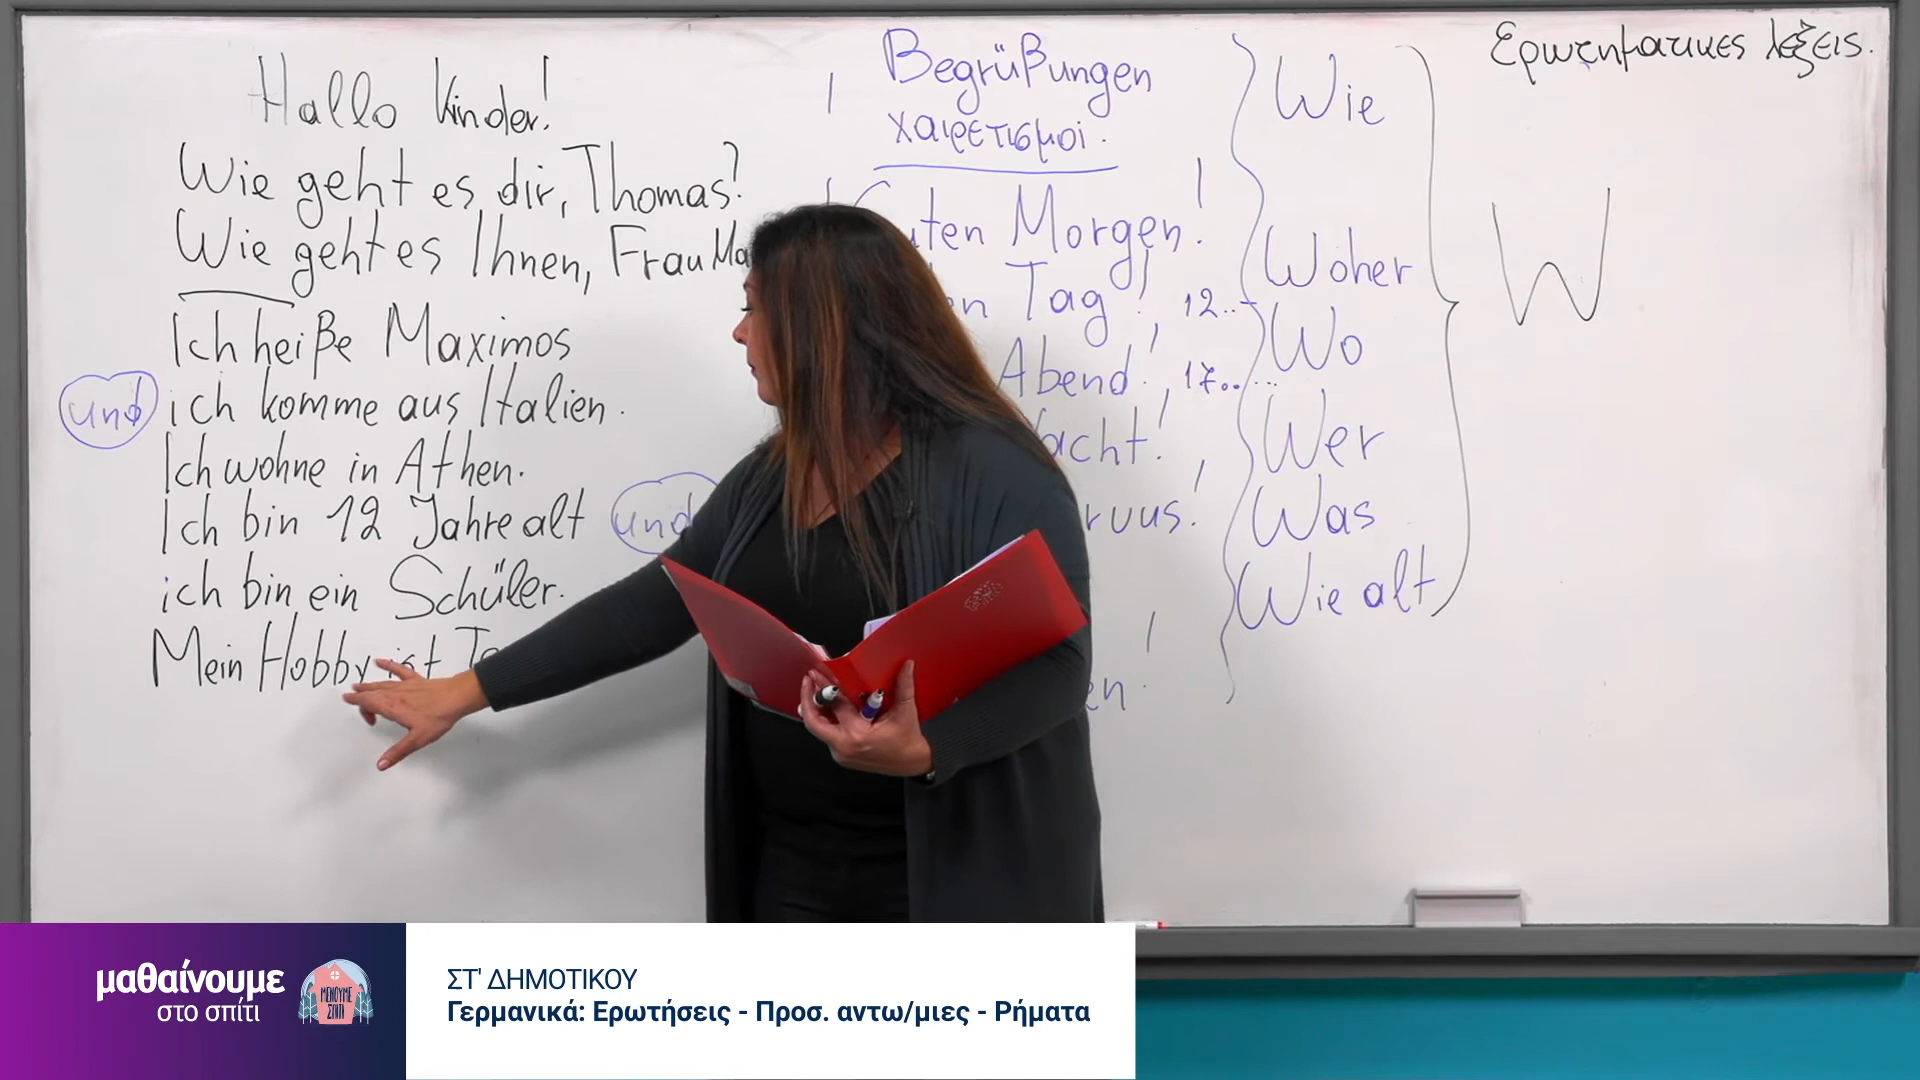 Hallo Kinder!
Wie geht es dir, Thomas?
Wie geht es Ihnen, Frau
Ich heiße Maximos
und ich komme aus Italien.
Ich wohne in Athen.
Ich bin 12 Jahre alt und
ich bin ein Schüler.
Mein Hobby ist
Begrüßungen
χαιρετισμοί.
Morgen!
Tag!, 12..
Abend!, 17.....
Wie
Woher
Wo
Wer
Was
Wie alt
Ερωτηματικες λέξεις.
W
μαθαίνουμε
στο σπίτι
ΜΕΝΟΥΜΕ
ΣΠΙΤΙ
ΣΤ' ΔΗΜΟΤΙΚΟΥ
Γερμανικά: Ερωτήσεις - Προσ. αντω/μιες - Ρήματα